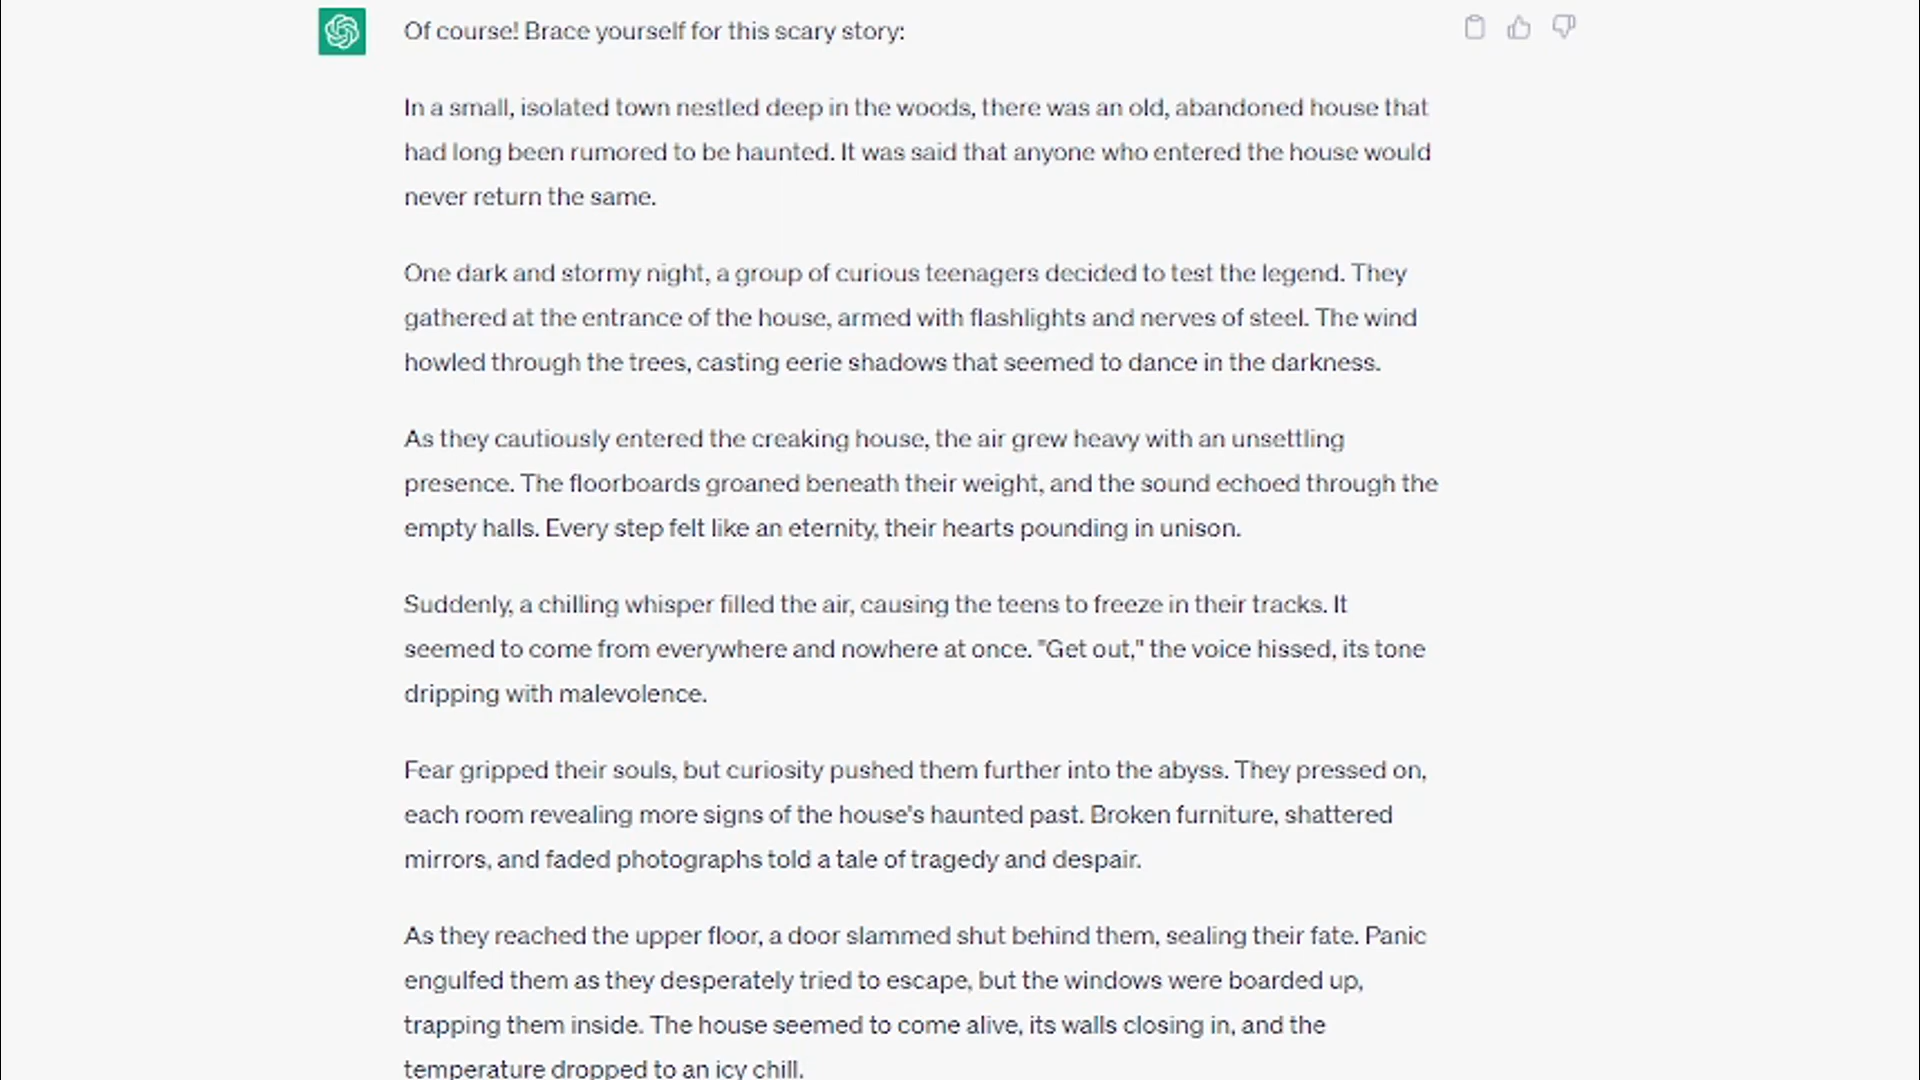 Of course! Brace yourself for this scary story:
In a small, isolated town nestled deep in the woods, there was an old, abandoned house that
had long been rumored to be haunted. It was said that anyone who entered the house would
never return the same.
One dark and stormy night, a group of curious teenagers decided to test the legend. They
gathered at the entrance of the house, armed with flashlights and nerves of steel. The wind
howled through the trees, casting eerie shadows that seemed to dance in the darkness.
As they cautiously entered the creaking house, the air grew heavy with an unsettling
presence. The floorboards groaned beneath their weight, and the sound echoed through the
empty halls. Every step felt like an eternity, their hearts pounding in unison.
Suddenly, a chilling whisper filled the air, causing the teens to freeze in their tracks. It
seemed to come from everywhere and nowhere at once. "Get out," the voice hissed, its tone
dripping with malevolence.
Fear gripped their souls, but curiosity pushed them further into the abyss. They pressed on,
each room revealing more signs of the house's haunted past. Broken furniture, shattered
mirrors, and faded photographs told a tale of tragedy and despair.
As they reached the upper floor, a door slammed shut behind them, sealing their fate. Panic
engulfed them as they desperately tried to escape, but the windows were boarded up,
trapping them inside. The house seemed to come alive, its walls closing in, and the
temperature dropped to an icy chill.